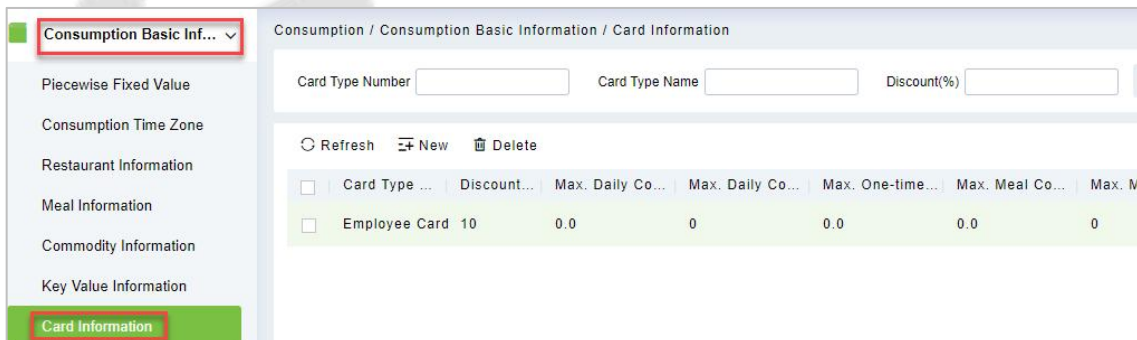 Consumption Basic Inf...
Consumption / Consumption Basic Information / Card Information
Piecewise Fixed Value
Consumption Time Zone
Restaurant Information
Meal Information
Commodity Information
Key Value Information
Card Information
Card Type Number Card Type Name Discount(%)
Refresh New Delete
Card Type ... Discount... Max. Daily Co... Max. Daily Co... Max. One-time... Max. Meal Co... Max. M
Employee Card 10 0.0 0 0.0 0.0 0